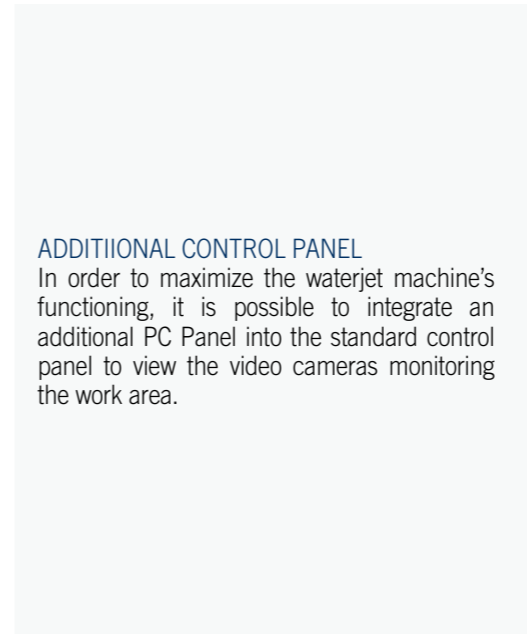 ADDITIIONAL CONTROL PANEL
In order to maximize the waterjet machine's
functioning, it is possible to integrate an
additional PC Panel into the standard control
panel to view the video cameras monitoring
the work area.